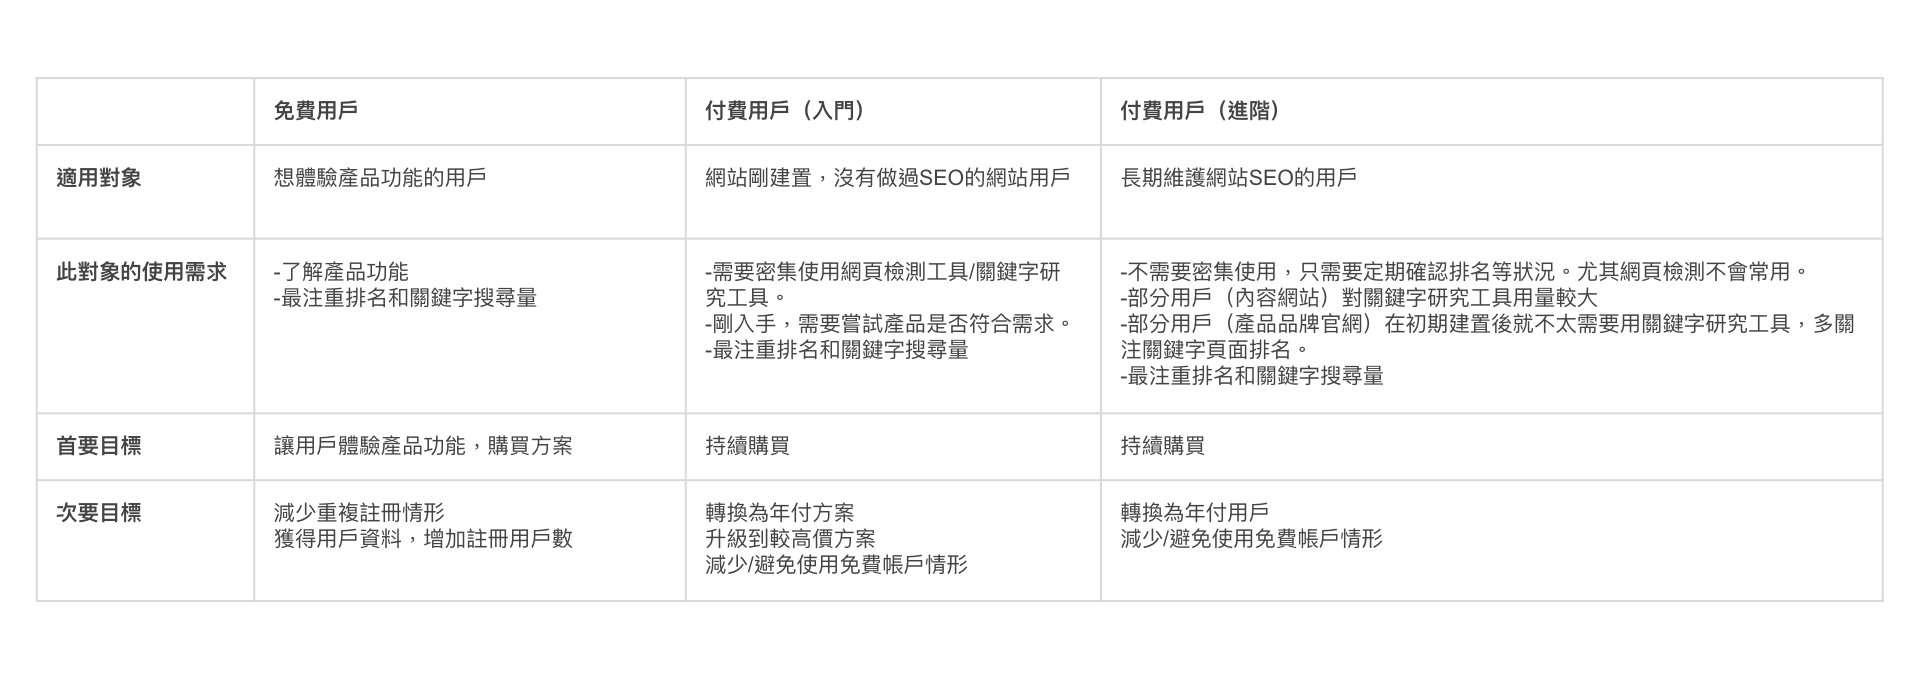 免費用戶
付費用戶（入門）
付費用戶（進階）
適用對象
想體驗產品功能的用戶
網站剛建置，沒有做過SEO的網站用戶
長期維護網站SEO的用戶
此對象的使用需求
-了解產品功能
-最注重排名和關鍵字搜尋量
-需要密集使用網頁檢測工具/關鍵字研
究工具。
-剛入手，需要嘗試產品是否符合需求。
-最注重排名和關鍵字搜尋量
-不需要密集使用，只需要定期確認排名等狀況。尤其網頁檢測不會常用。
-部分用戶（內容網站）對關鍵字研究工具用量較大
-部分用戶（產品品牌官網）在初期建置後就不太需要用關鍵字研究工具，多關
注關鍵字頁面排名。
-最注重排名和關鍵字搜尋量
首要目標
讓用戶體驗產品功能，購買方案
持續購買
持續購買
次要目標
減少重複註冊情形
獲得用戶資料，增加註冊用戶數
轉換為年付方案
升級到較高價方案
減少/避免使用免費帳戶情形
轉換為年付用戶
減少/避免使用免費帳戶情形